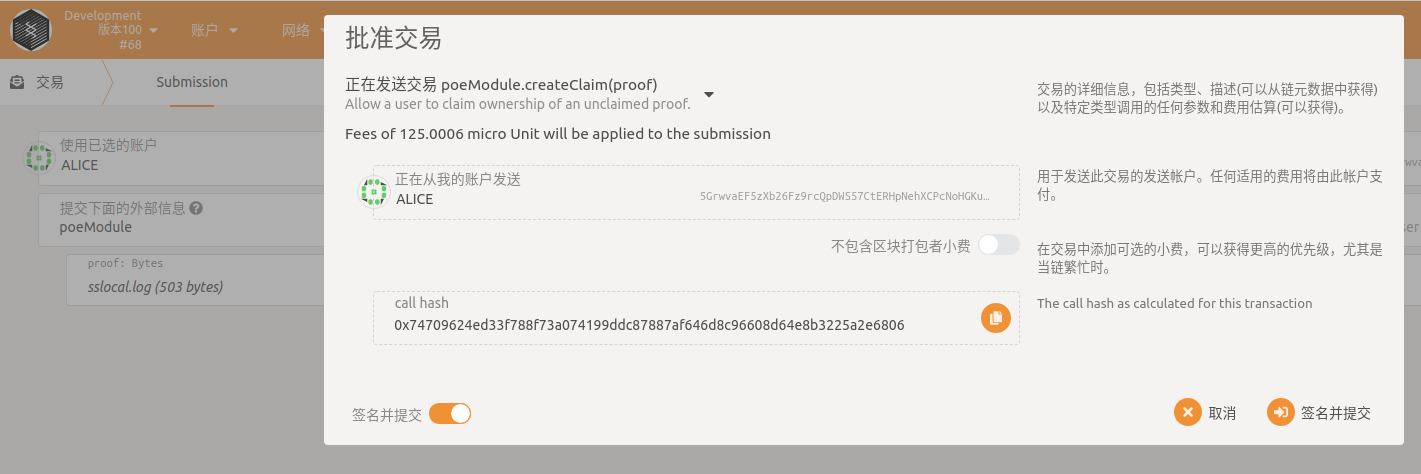 Development
版本100
#68
账户
网络
交易
Submission
使用已选的账户
ALICE
提交下面的外部信息
poeModule
proof: Bytes
sslocal.log (503 bytes)
批准交易
正在发送交易 poeModule.createClaim(proof)
Allow a user to claim ownership of an unclaimed proof.
交易的详细信息，包括类型、描述(可以从链元数据中获得)
以及特定类型调用的任何参数和费用估算(可以获得)。
Fees of 125.0006 micro Unit will be applied to the submission
正在从我的账户发送
ALICE
5GrwvaEF5zXb26Fz9rcQpDWS57CtERHpNehXCPcNoHGKu…
用于发送此交易的发送帐户。任何适用的费用将由此帐户支
付。
不包含区块打包者小费
在交易中添加可选的小费，可以获得更高的优先级，尤其是
当链繁忙时。
call hash
0x74709624ed33f788f73a074199ddc87887af646d8c96608d64e8b3225a2e6806
The call hash as calculated for this transaction
签名并提交
取消
签名并提交